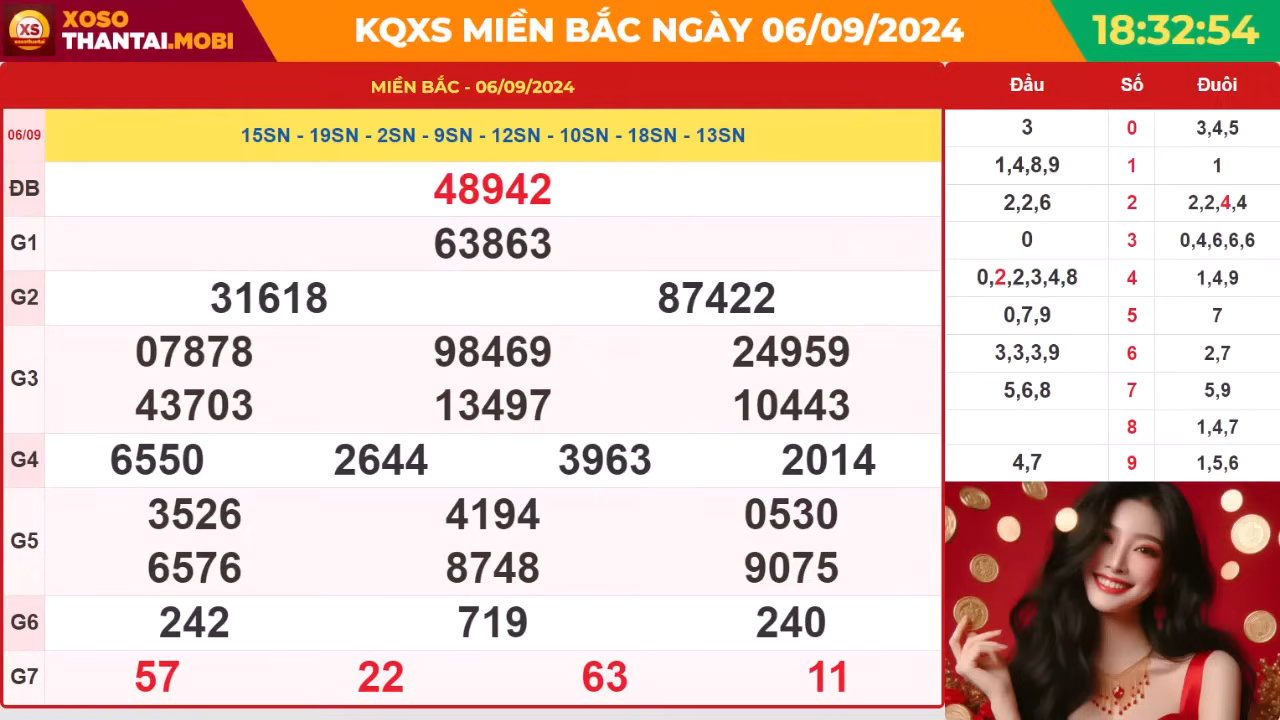 XS
XOSO
THANTAI.MOBI
KQXS MIỀN BẮC NGÀY 06/09/2024
18:32:54
MIỀN BẮC - 06/09/2024
06/09 15SN - 19SN - 2SN - 9SN - 12SN - 10SN - 18SN - 13SN
ĐB 48942
G1 63863
G2 31618 87422
G3 07878 98469 24959
43703 13497 10443
G4 6550 2644 3963 2014
G5 3526 4194 0530
6576 8748 9075
G6 242 719 240
G7 57 22 63 11
Đầu Số Đuôi
3 0 3,4,5
1,4,8,9 1 1
2,2,6 2 2,2,4,4
0 3 0,4,6,6,6
0,2,2,3,4,8 4 1,4,9
0,7,9 5 7
3,3,3,9 6 2,7
5,6,8 7 5,9
8 1,4,7
4,7 9 1,5,6